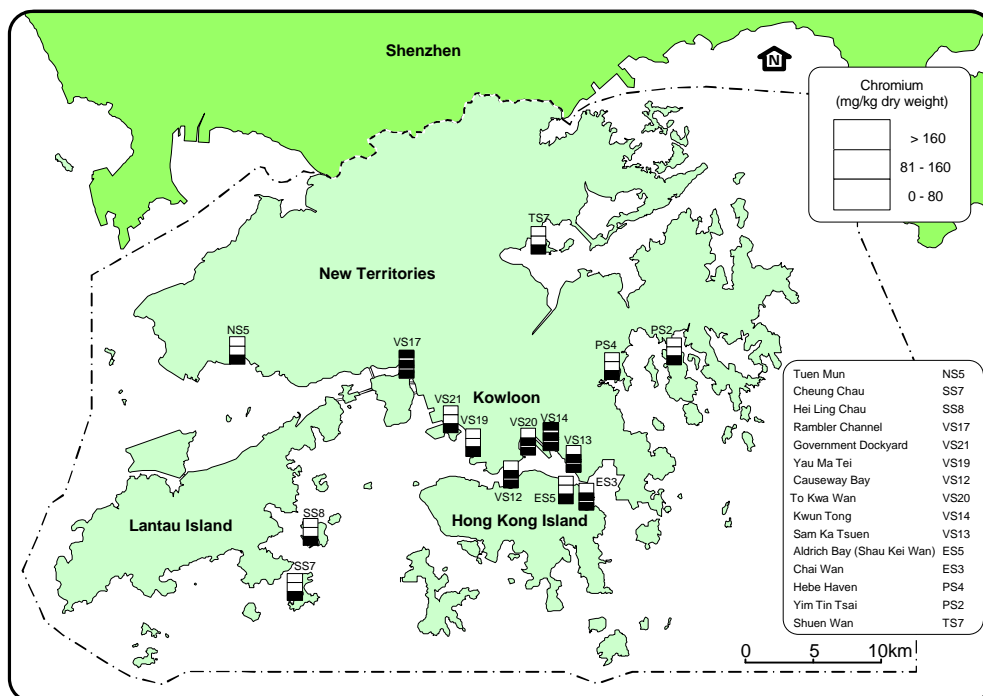 Shenzhen
N
Chromium
(mg/kg dry weight)
> 160
81 - 160
0 - 80
TS7
New Territories
NS5
VS17
PS4
PS2
Kowloon
VS21
VS19
VS20
VS14
VS13
VS12
ES5
ES3
Hong Kong Island
Lantau Island
SS8
SS7
Tuen Mun NS5
Cheung Chau SS7
Hei Ling Chau SS8
Rambler Channel VS17
Government Dockyard VS21
Yau Ma Tei VS19
Causeway Bay VS12
To Kwa Wan VS20
Kwun Tong VS14
Sam Ka Tsuen VS13
Aldrich Bay (Shau Kei Wan) ES5
Chai Wan ES3
Hebe Haven PS4
Yim Tin Tsai PS2
Shuen Wan TS7
0 5 10km